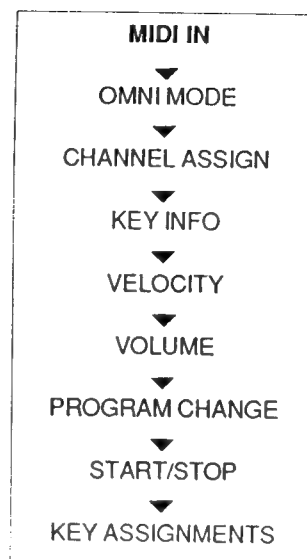 MIDI IN
OMNI MODE
CHANNEL ASSIGN
KEY INFO
VELOCITY
VOLUME
PROGRAM CHANGE
START/STOP
KEY ASSIGNMENTS